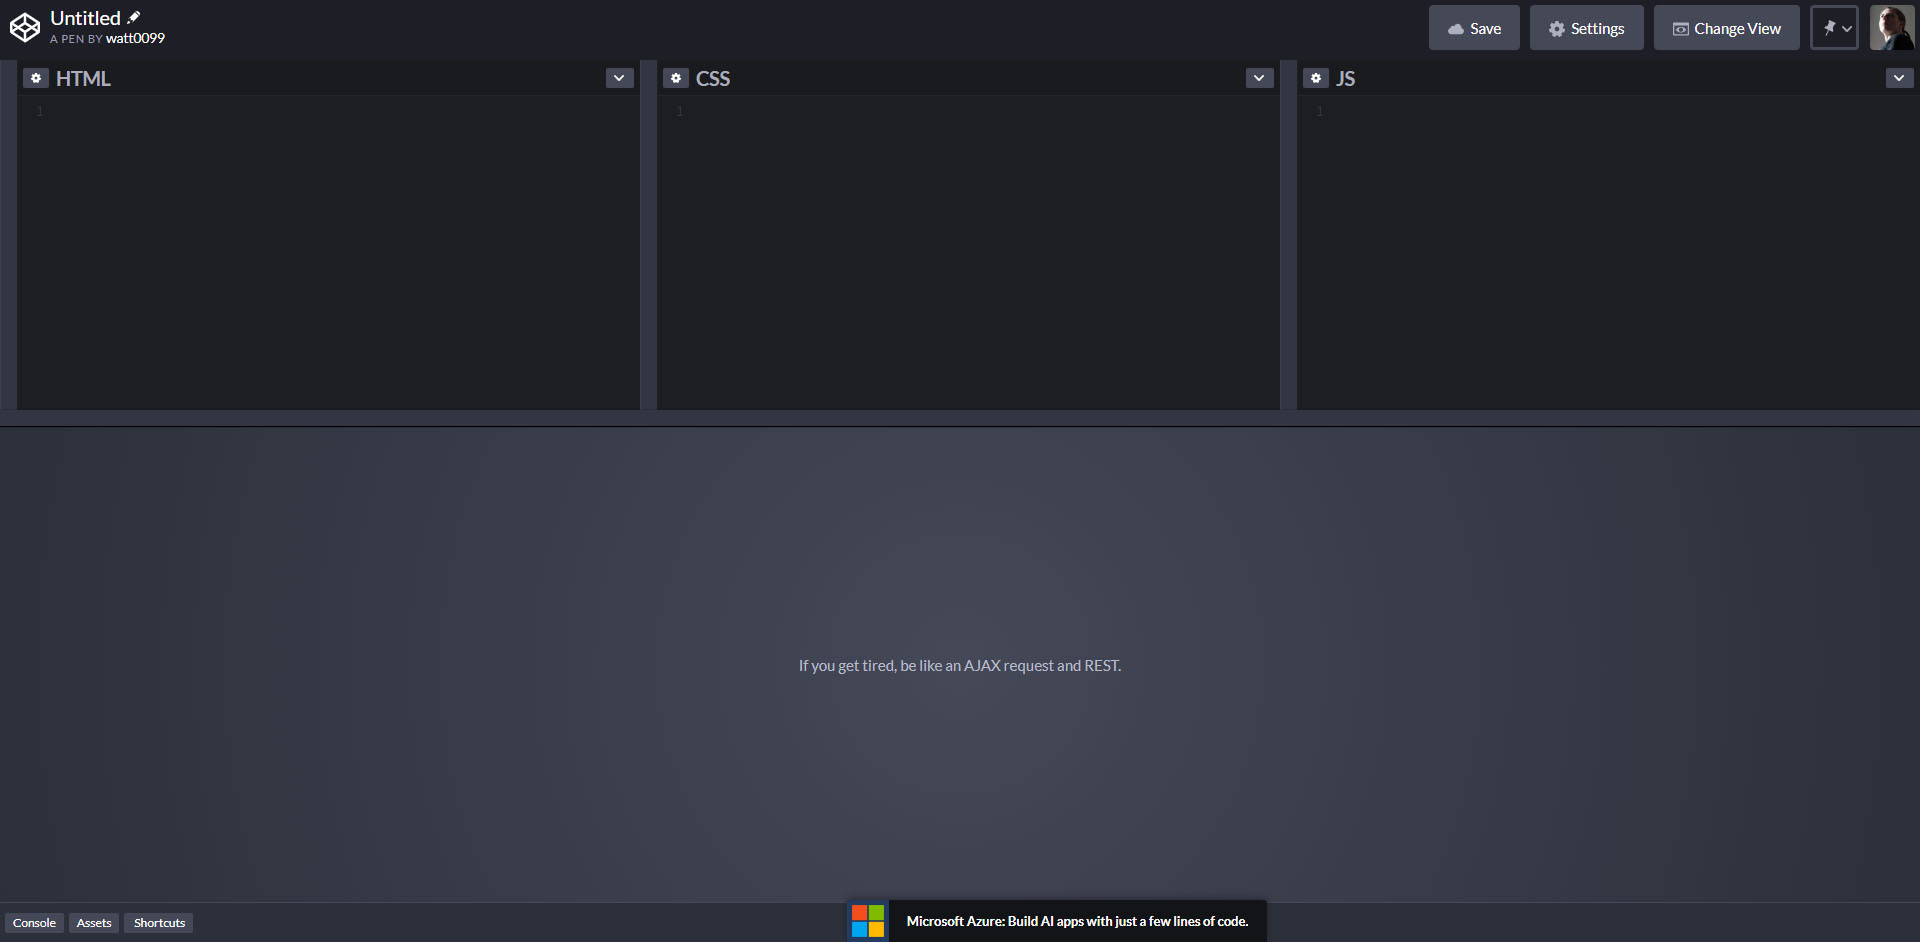 Untitled
A PEN BY watt0099
Save
Settings
Change View
HTML
CSS
JS
1
1
1
If you get tired, be like an AJAX request and REST.
Console
Assets
Shortcuts
Microsoft Azure: Build AI apps with just a few lines of code.